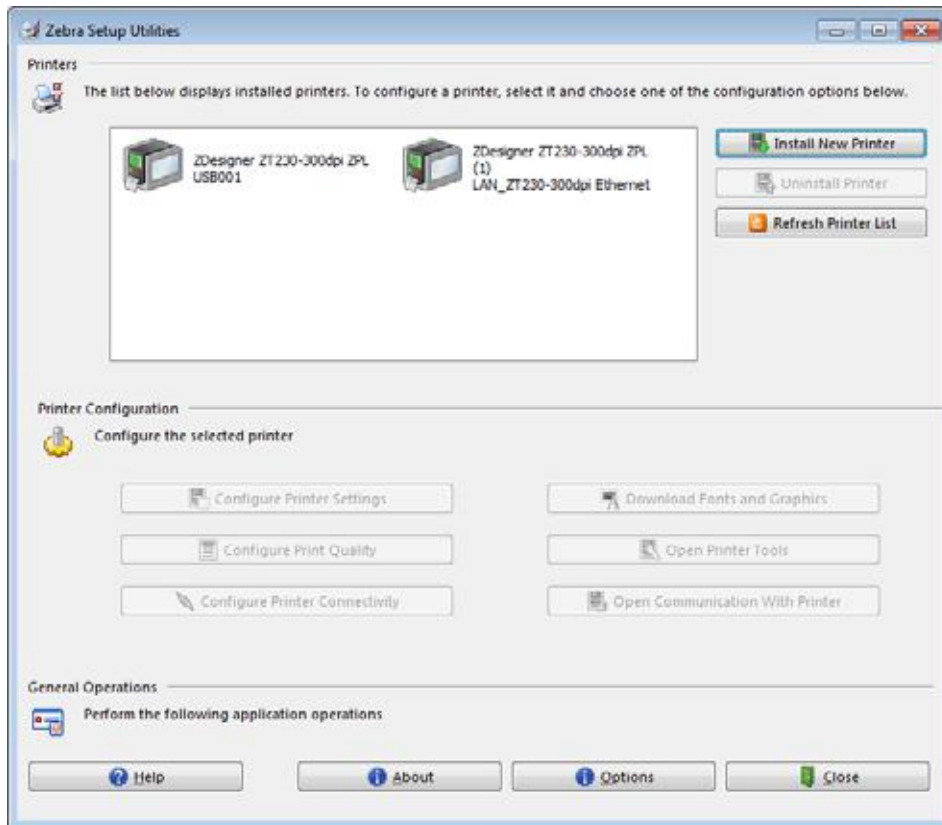 Zebra Setup Utilities
Printers
The list below displays installed printers. To configure a printer, select it and choose one of the configuration options below.
ZDesigner ZT230-300dpi ZPL
USB001
ZDesigner ZT230-300dpi ZPL
(1)
LAN_ZT230-300dpi Ethernet
Install New Printer
Uninstall Printer
Refresh Printer List
Printer Configuration
Configure the selected printer
Configure Printer Settings
Download Fonts and Graphics
Configure Print Quality
Open Printer Tools
Configure Printer Connectivity
Open Communication With Printer
General Operations
Perform the following application operations
Help
About
Options
Close